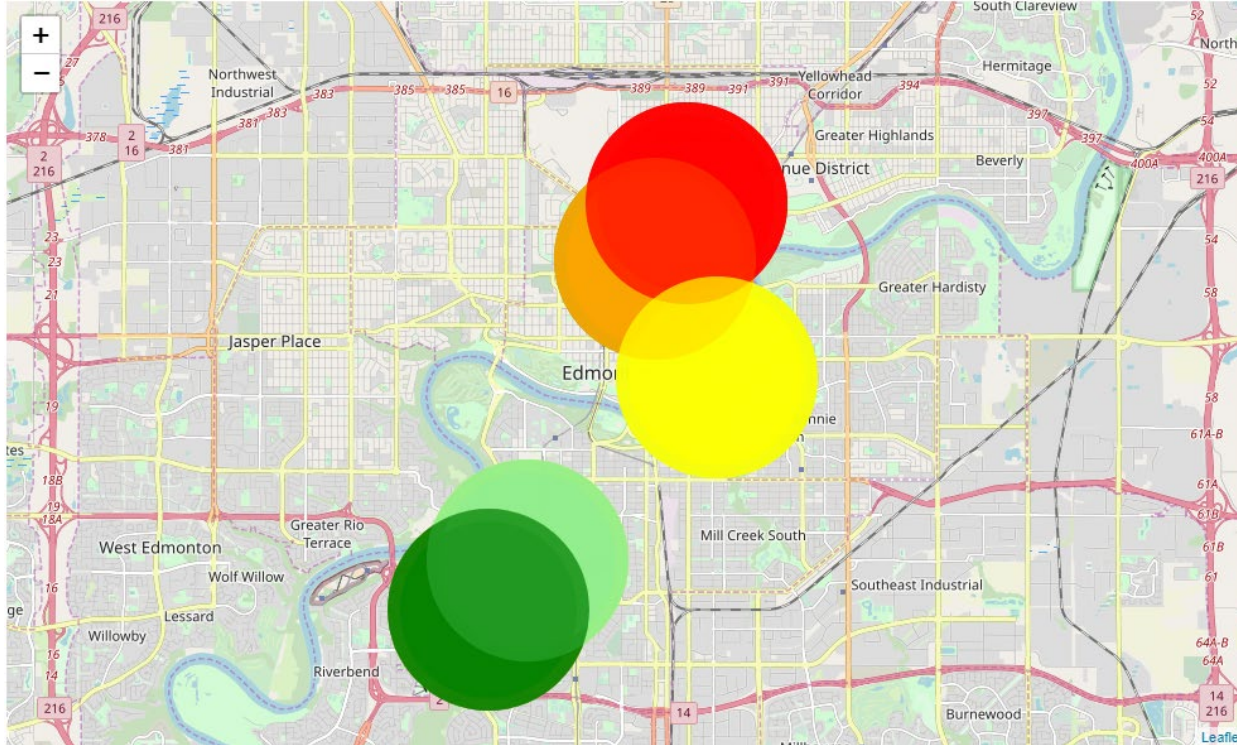 216
South Clareview
52
+
−
27
Northwest
Industrial
Hermitage
North
52
Yellowhead
Corridor
383
385
385
16
389
389
391
391
394
383
381
397
54
378
2
16
381
Greater Highlands
397
2
216
nue District
Beverly
400A
400A
216
23
54
23
21
Greater Hardisty
58
Jasper Place
Edmo
19
58
nnie
61A-B
tes
18B
61A
19
18A
Greater Rio
Terrace
Mill Creek South
West Edmonton
61B
Wolf Willow
16
Southeast Industrial
61
ge
Lessard
Willowby
16
64A-B
14
Riverbend
64A
2
216
14
14
216
Burnewood
Leafle